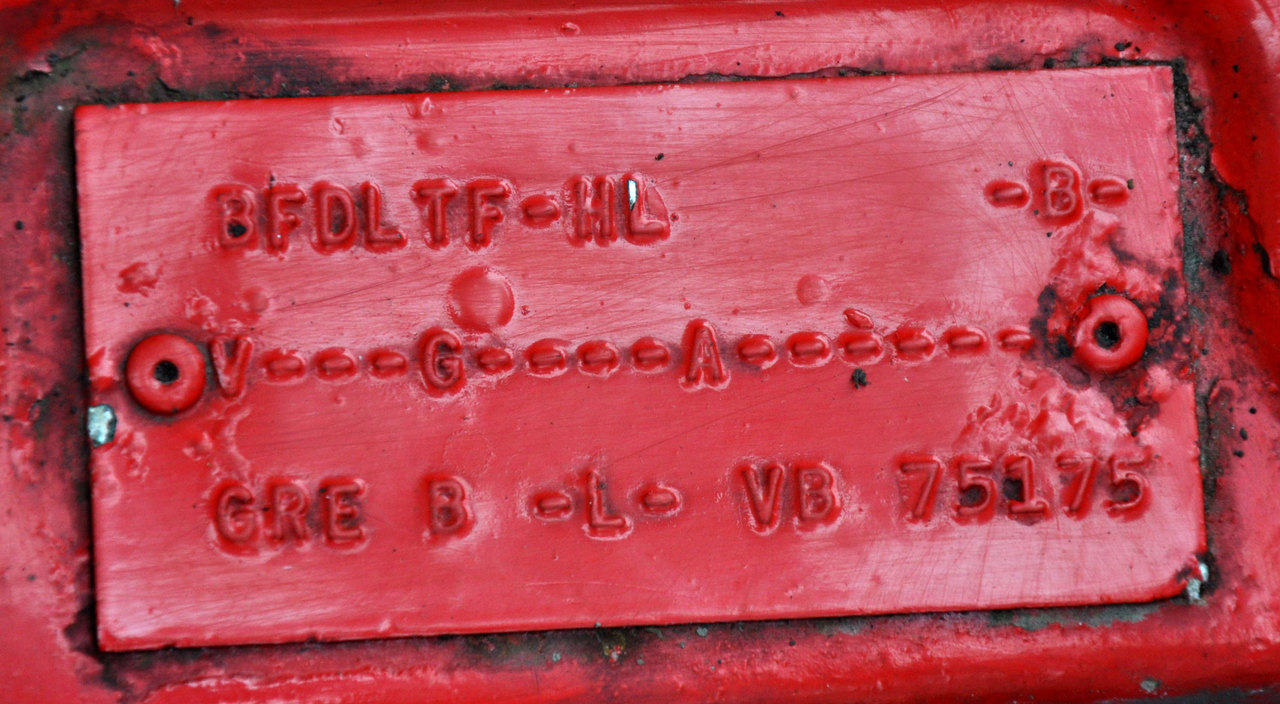 BFDLTF-HL -B-
V---G----A------
GRE B -L- VB 75175